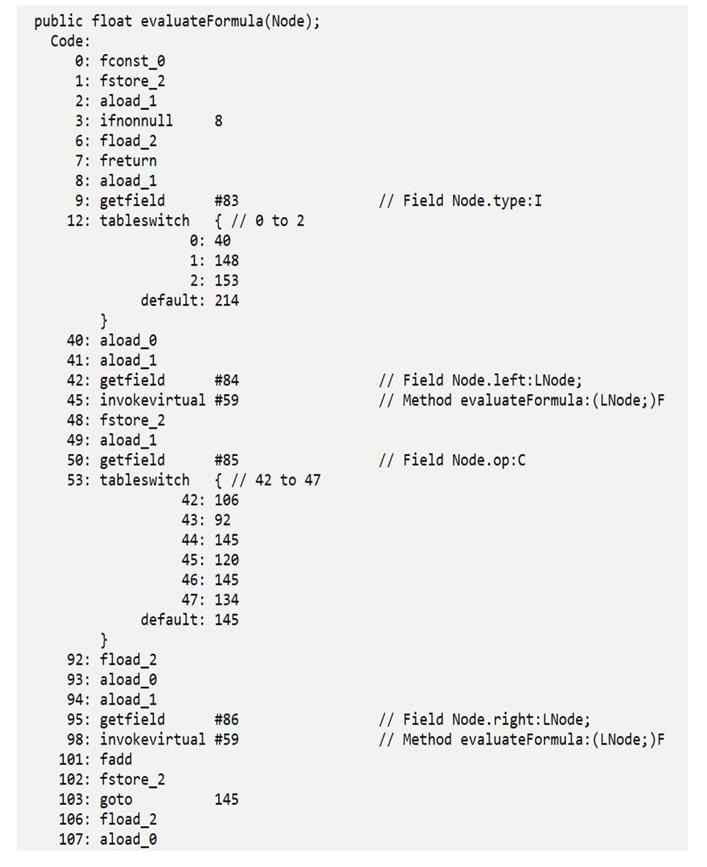 public float evaluateFormula(Node);
Code:
0: fconst_0
1: fstore_2
2: aload_1
3: ifnonnull 8
6: fload_2
7: freturn
8: aload_1
9: getfield #83 // Field Node.type:I
12: tableswitch { // 0 to 2
0: 40
1: 148
2: 153
default: 214
}
40: aload_0
41: aload_1
42: getfield #84 // Field Node.left:LNode;
45: invokevirtual #59 // Method evaluateFormula:(LNode;)F
48: fstore_2
49: aload_1
50: getfield #85 // Field Node.op:C
53: tableswitch { // 42 to 47
42: 106
43: 92
44: 145
45: 120
46: 145
47: 134
default: 145
}
92: fload_2
93: aload_0
94: aload_1
95: getfield #86 // Field Node.right:LNode;
98: invokevirtual #59 // Method evaluateFormula:(LNode;)F
101: fadd
102: fstore_2
103: goto 145
106: fload_2
107: aload_0